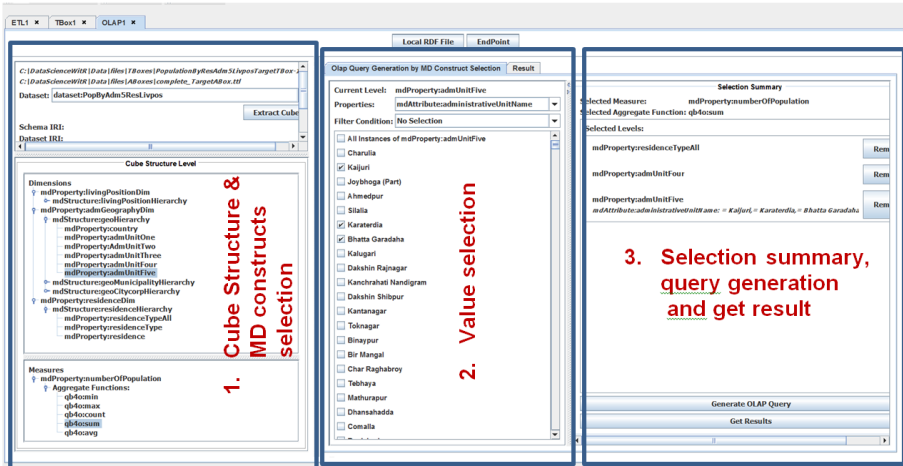 ETL1 × TBox1 × OLAP1 ×
Local RDF File EndPoint
C:\DataScienceWitR\Data\files\TBoxes\PopulationByResAdm5LivposTargetTBox-
C:\DataScienceWitR\Data\files\ABoxes\complete_TargetABox.ttl
Dataset: dataset:PopByAdm5ResLivpos
Extract Cube
Schema IRI:
Dataset IRI:
Cube Structure Level
Dimensions
mdProperty:livingPositionDim
mdStructure:livingPositionHierarchy
mdProperty:admGeographyDim
mdStructure:geoHierarchy
mdProperty:country
mdProperty:AdmUnitOne
mdProperty:AdmUnitTwo
mdProperty:admUnitThree
mdProperty:admUnitFour
mdProperty:admUnitFive
mdStructure:geoMunicipalityHierarchy
mdStructure:geoCitycorpHierarchy
mdProperty:residenceDim
mdStructure:residenceHierarchy
mdProperty:residenceTypeAll
mdProperty:residenceType
mdProperty:residence
Measures
mdProperty:numberOfPopulation
Aggregate Functions:
qb4o:min
qb4o:max
qb4o:count
qb4o:sum
qb4o:avg
1. Cube Structure &
MD constructs
selection
Olap Query Generation by MD Construct Selection Result
Current Level: mdProperty:admUnitFive
Properties: mdAttribute:administrativeUnitName
Filter Condition: No Selection
All Instances of mdProperty:admUnitFive
Charulia
Kaijuri
Joybhoga (Part)
Ahmedpur
Silalia
Karaterdia
Bhatta Garadaha
Kalugari
Dakshin Rajnagar
Kanchrahati Nandigram
Dakshin Shibpur
Kantanagar
Toknagar
Binaypur
Bir Mangal
Char Raghabroy
Tebhaya
Mathurapur
Dhansahadda
Comalla
2. Value selection
Selection Summary
Selected Measure: mdProperty:numberOfPopulation
Selected Aggregate Function: qb4o:sum
Selected Levels:
mdProperty:residenceTypeAll Rem
mdProperty:admUnitFour Rem
mdProperty:admUnitFive Rem
mdAttribute:administrativeUnitName: = Kaijuri,= Karaterdia,= Bhatta Garadaha
3. Selection summary,
query generation
and get result
Generate OLAP Query
Get Results